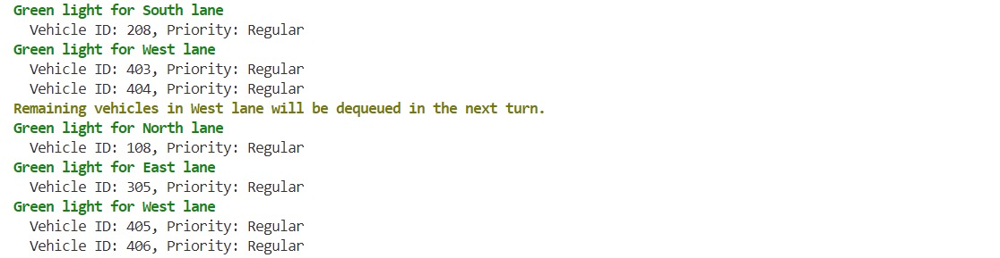 Green light for South lane
Vehicle ID: 208, Priority: Regular
Green light for West lane
Vehicle ID: 403, Priority: Regular
Vehicle ID: 404, Priority: Regular
Remaining vehicles in West lane will be dequeued in the next turn.
Green light for North lane
Vehicle ID: 108, Priority: Regular
Green light for East lane
Vehicle ID: 305, Priority: Regular
Green light for West lane
Vehicle ID: 405, Priority: Regular
Vehicle ID: 406, Priority: Regular